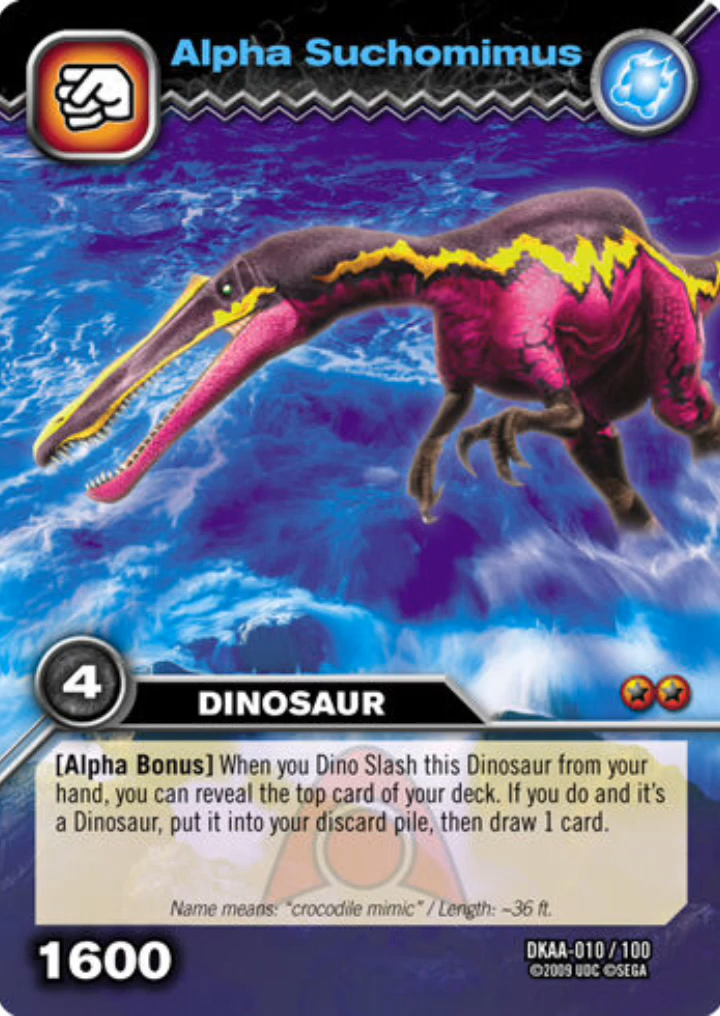 Alpha Suchomimus
4
DINOSAUR
[Alpha Bonus] When you Dino Slash this Dinosaur from your
hand, you can reveal the top card of your deck. If you do and it's
a Dinosaur, put it into your discard pile, then draw 1 card.
Name means: “crocodile mimic” / Length: ~36 ft.
1600
DKAA-010 / 100
©2009 UDC ©SEGA